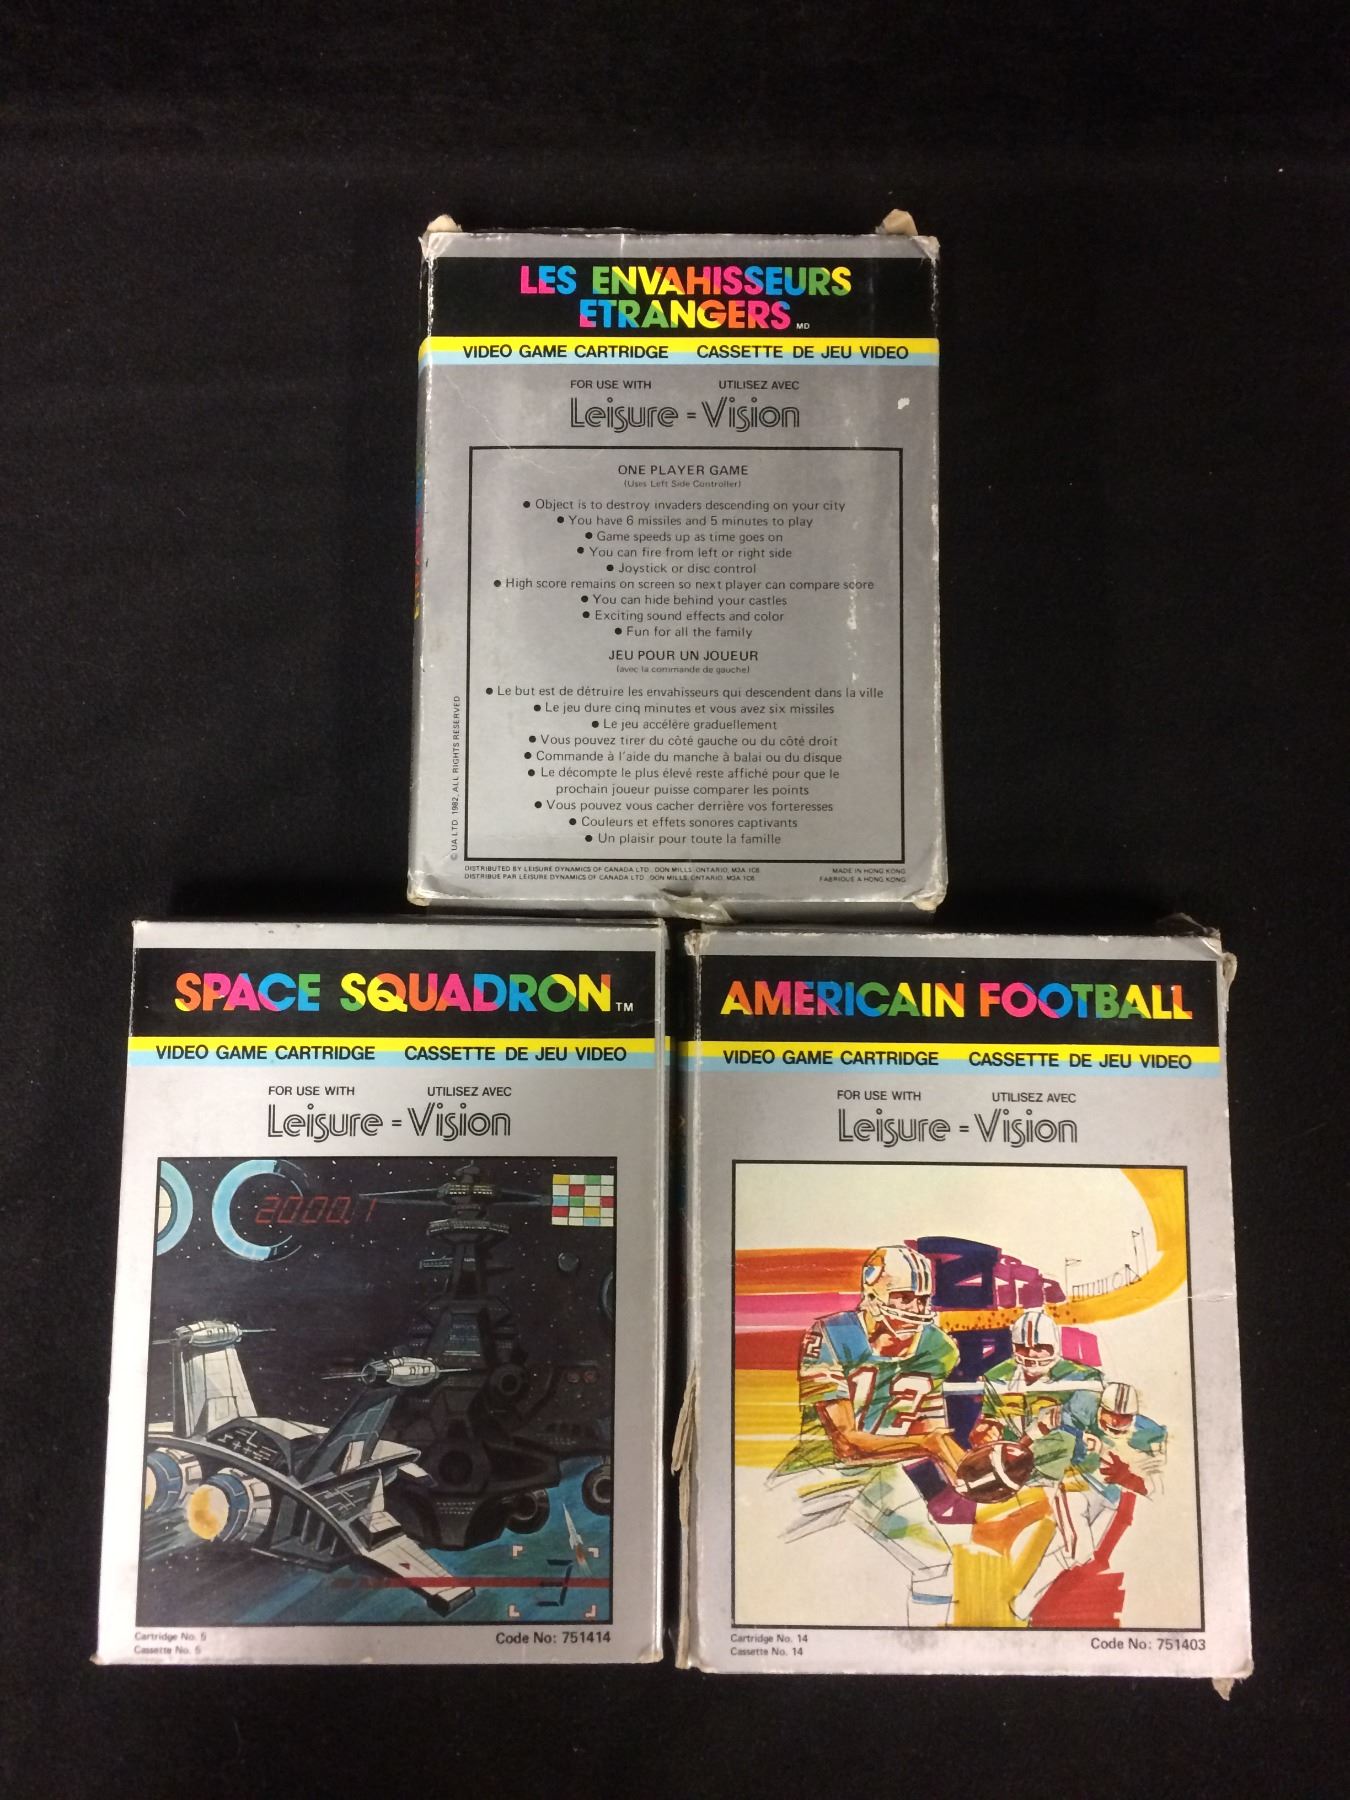 LES ENVAHISSEURS
ETRANGERS MD
VIDEO GAME CARTRIDGE CASSETTE DE JEU VIDEO
FOR USE WITH UTILISEZ AVEC
Leisure = Vision
ONE PLAYER GAME
(Uses Left Side Controller)
● Object is to destroy invaders descending on your city
● You have 6 missiles and 5 minutes to play
● Game speeds up as time goes on
● You can fire from left or right side
● Joystick or disc control
● High score remains on screen so next player can compare score
● You can hide behind your castles
● Exciting sound effects and color
● Fun for all the family
JEU POUR UN JOUEUR
(avec la commande de gauche)
● Le but est de détruire les envahisseurs qui descendent dans la ville
● Le jeu dure cinq minutes et vous avez six missiles
● Le jeu accélère graduellement
● Vous pouvez tirer du côté gauche ou du côté droit
● Commande à l'aide du manche à balai ou du disque
● Le décompte le plus élevé reste affiché pour que le
prochain joueur puisse comparer les points
● Vous pouvez vous cacher derrière vos forteresses
● Couleurs et effets sonores captivants
● Un plaisir pour toute la famille
© UA LTD 1982, ALL RIGHTS RESERVED
DISTRIBUTED BY LEISURE DYNAMICS OF CANADA LTD., DON MILLS, ONTARIO, M3A 1C6 MADE IN HONG KONG
DISTRIBUE PAR LEISURE DYNAMICS OF CANADA LTD., DON MILLS, ONTARIO, M3A 1C6 FABRIQUE A HONG KONG
SPACE SQUADRON TM
VIDEO GAME CARTRIDGE CASSETTE DE JEU VIDEO
FOR USE WITH UTILISEZ AVEC
Leisure = Vision
2000.1
Cartridge No. 5
Cassette No. 5
Code No: 751414
AMERICAIN FOOTBALL
VIDEO GAME CARTRIDGE CASSETTE DE JEU VIDEO
FOR USE WITH UTILISEZ AVEC
Leisure = Vision
12
12
Cartridge No. 14
Cassette No. 14
Code No: 751403